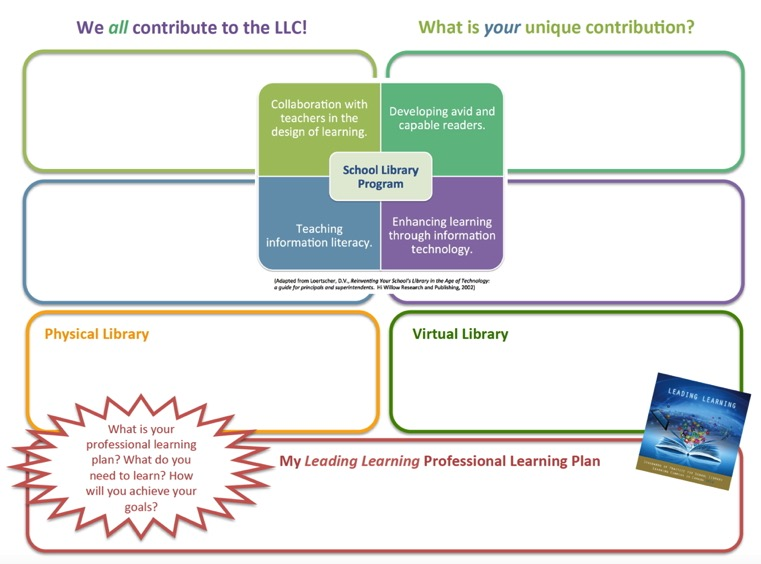 We all contribute to the LLC!
What is your unique contribution?
Collaboration with
teachers in the
design of learning.
Developing avid and
capable readers.
School Library
Program
Teaching
information literacy.
Enhancing learning
through information
technology.
(Adapted from Loertscher, D.V., Reinventing Your School's Library in the Age of Technology:
a guide for principals and superintendents. Hi Willow Research and Publishing, 2002)
Physical Library
Virtual Library
LEADING LEARNING
What is your
professional learning
plan? What do you
need to learn? How
will you achieve your
goals?
My Leading Learning Professional Learning Plan